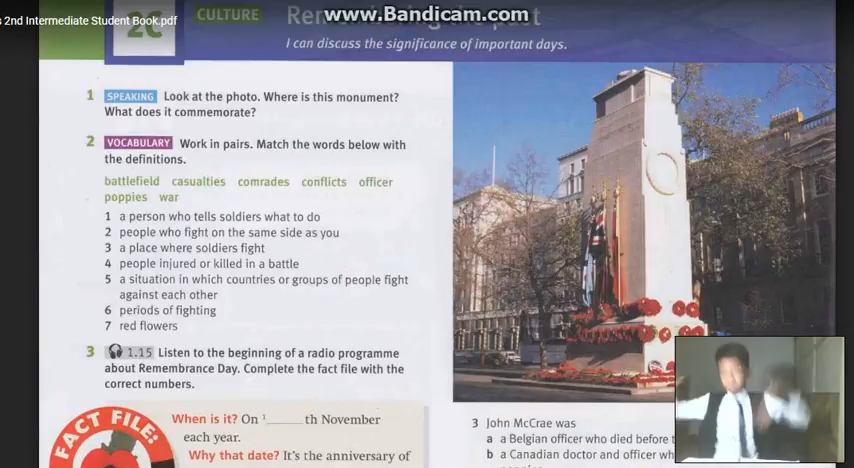 s 2nd Intermediate Student Book.pdf
www.Bandicam.com
2C
CULTURE
I can discuss the significance of important days.
1 SPEAKING Look at the photo. Where is this monument?
What does it commemorate?
2 VOCABULARY Work in pairs. Match the words below with
the definitions.
battlefield casualties comrades conflicts officer
poppies war
1 a person who tells soldiers what to do
2 people who fight on the same side as you
3 a place where soldiers fight
4 people injured or killed in a battle
5 a situation in which countries or groups of people fight
against each other
6 periods of fighting
7 red flowers
3 1.15 Listen to the beginning of a radio programme
about Remembrance Day. Complete the fact file with the
correct numbers.
FACT FILE:
When is it? On 1______ th November
each year.
Why that date? It's the anniversary of
3 John McCrae was
a a Belgian officer who died before
b a Canadian doctor and officer